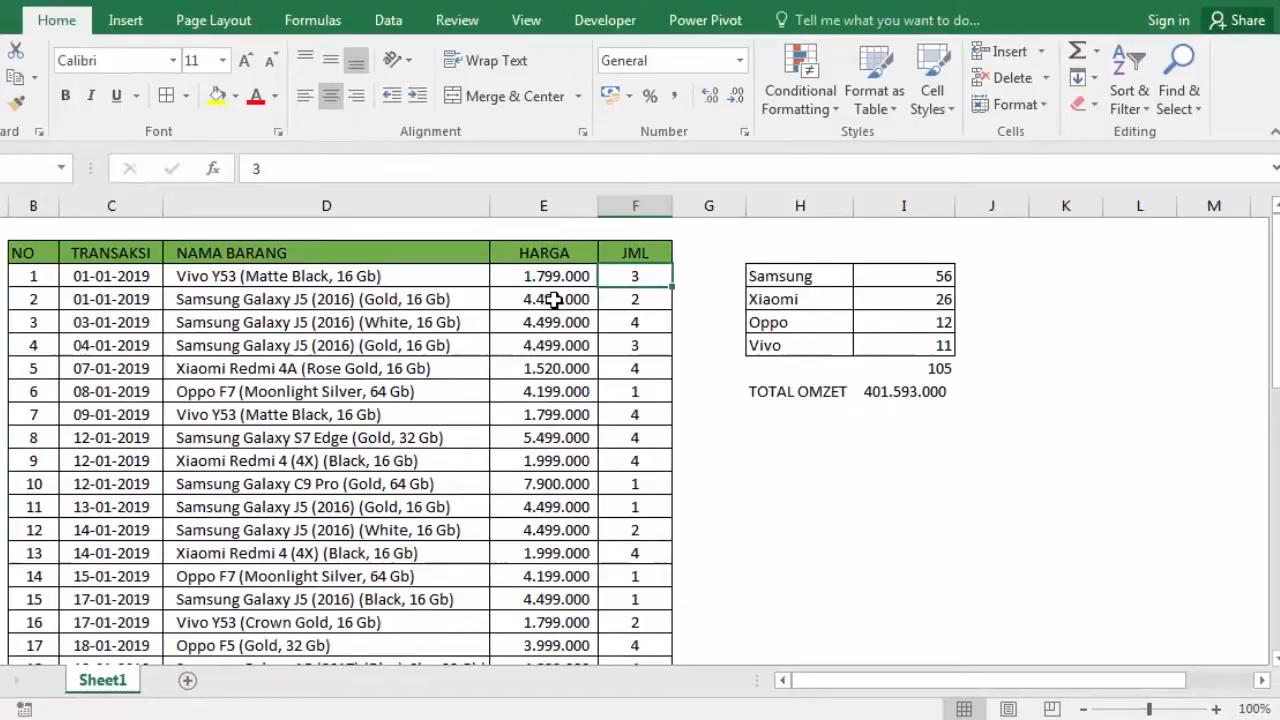 Home Insert Page Layout Formulas Data Review View Developer Power Pivot Tell me what you want to do... Sign in Share
Calibri 11 Wrap Text General Insert
B I U Merge & Center % Conditional Formatting Format as Table Cell Styles Delete Sort & Filter Find & Select
Format
ard Font Alignment Number Styles Cells Editing
fx 3
B C D E F G H I J K L M
NO TRANSAKSI NAMA BARANG HARGA JML
1 01-01-2019 Vivo Y53 (Matte Black, 16 Gb) 1.799.000 3 Samsung 56
2 01-01-2019 Samsung Galaxy J5 (2016) (Gold, 16 Gb) 2 Xiaomi 26
3 03-01-2019 Samsung Galaxy J5 (2016) (White, 16 Gb) 4.499.000 4 Oppo 12
4 04-01-2019 Samsung Galaxy J5 (2016) (Gold, 16 Gb) 4.499.000 3 Vivo 11
5 07-01-2019 Xiaomi Redmi 4A (Rose Gold, 16 Gb) 1.520.000 4 105
6 08-01-2019 Oppo F7 (Moonlight Silver, 64 Gb) 4.199.000 1 TOTAL OMZET 401.593.000
7 09-01-2019 Vivo Y53 (Matte Black, 16 Gb) 1.799.000 4
8 12-01-2019 Samsung Galaxy S7 Edge (Gold, 32 Gb) 5.499.000 4
9 12-01-2019 Xiaomi Redmi 4 (4X) (Black, 16 Gb) 1.999.000 4
10 12-01-2019 Samsung Galaxy C9 Pro (Gold, 64 Gb) 7.900.000 1
11 13-01-2019 Samsung Galaxy J5 (2016) (Gold, 16 Gb) 4.499.000 1
12 14-01-2019 Samsung Galaxy J5 (2016) (White, 16 Gb) 4.499.000 2
13 14-01-2019 Xiaomi Redmi 4 (4X) (Black, 16 Gb) 1.999.000 4
14 15-01-2019 Oppo F7 (Moonlight Silver, 64 Gb) 4.199.000 1
15 17-01-2019 Samsung Galaxy J5 (2016) (Black, 16 Gb) 4.499.000 1
16 17-01-2019 Vivo Y53 (Crown Gold, 16 Gb) 1.799.000 2
17 18-01-2019 Oppo F5 (Gold, 32 Gb) 3.999.000 4
Sheet1
100%